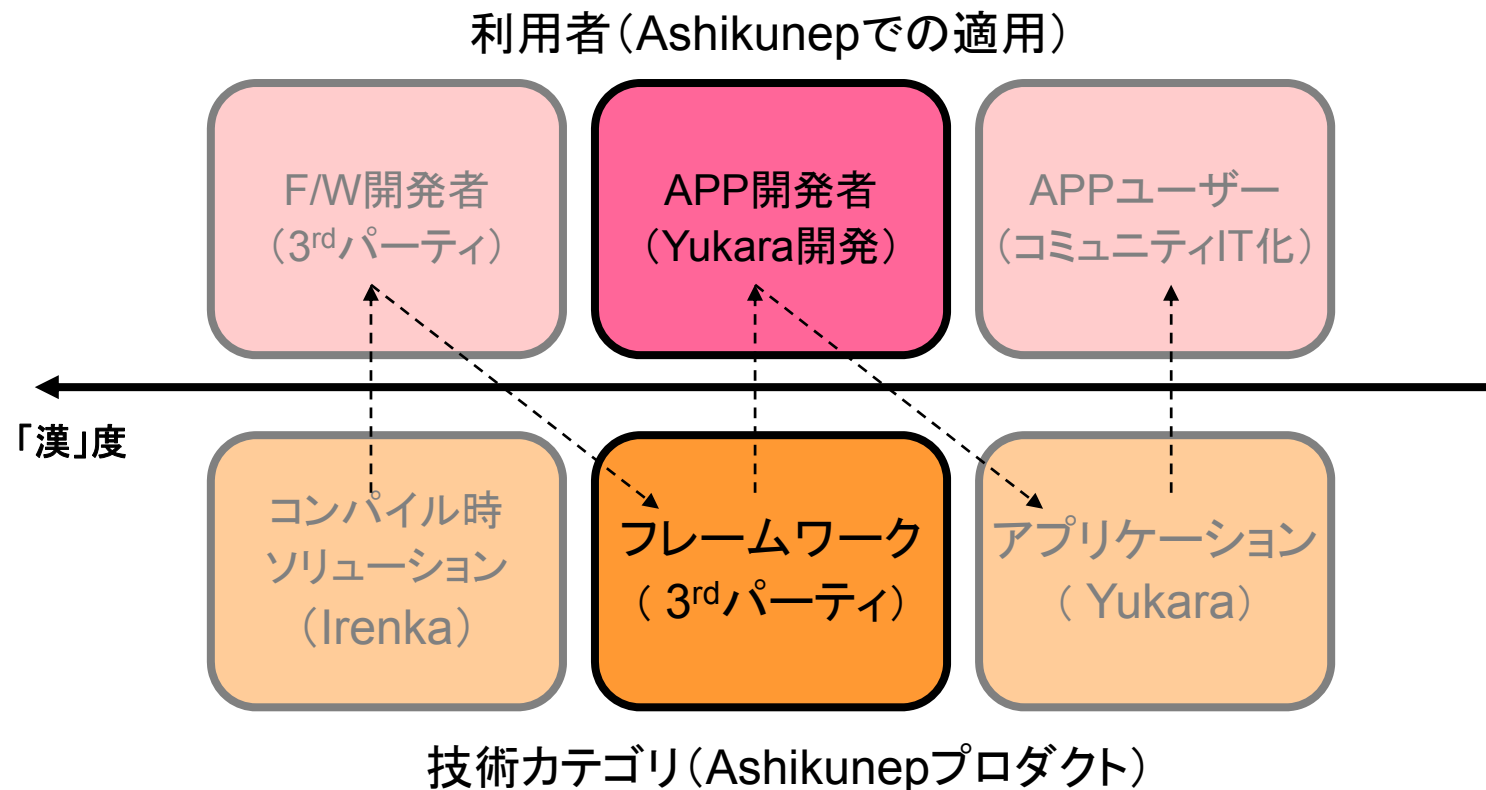 利用者（Ashikunepでの適用）
F/W開発者
（3rdパーティ）
APP開発者
（Yukara開発）
APPユーザー
（コミュニティIT化）
「漢」度
コンパイル時
ソリューション
（Irenka）
フレームワーク
（ 3rdパーティ）
アプリケーション
（ Yukara）
技術カテゴリ（Ashikunepプロダクト）